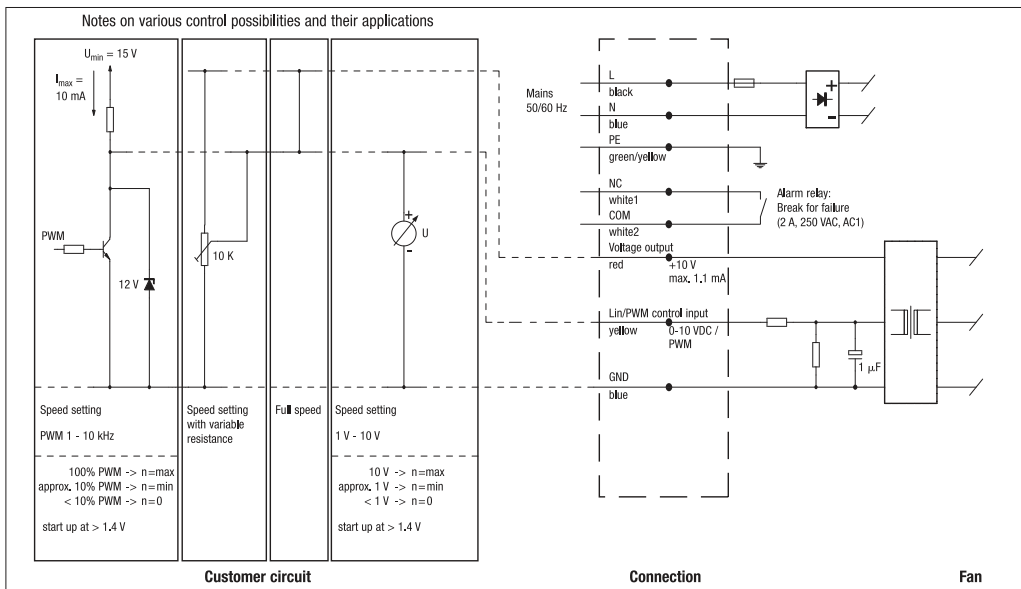 Notes on various control possibilities and their applications
Umin = 15 V
Imax =
10 mA
PWM
12 V
10 K
+
U
-
Speed setting
PWM 1 - 10 kHz
100% PWM -> n=max
approx. 10% PWM -> n=min
< 10% PWM -> n=0
start up at > 1.4 V
Speed setting
with variable
resistance
Full speed
Speed setting
1 V - 10 V
10 V -> n=max
approx. 1 V -> n=min
< 1 V -> n=0
start up at > 1.4 V
Customer circuit
Mains
50/60 Hz
L
black
N
blue
PE
green/yellow
NC
white1
COM
white2
Voltage output
red
+10 V
max. 1.1 mA
Lin/PWM control input
yellow
0-10 VDC /
PWM
GND
blue
Connection
+
-
Alarm relay:
Break for failure
(2 A, 250 VAC, AC1)
1 µF
Fan